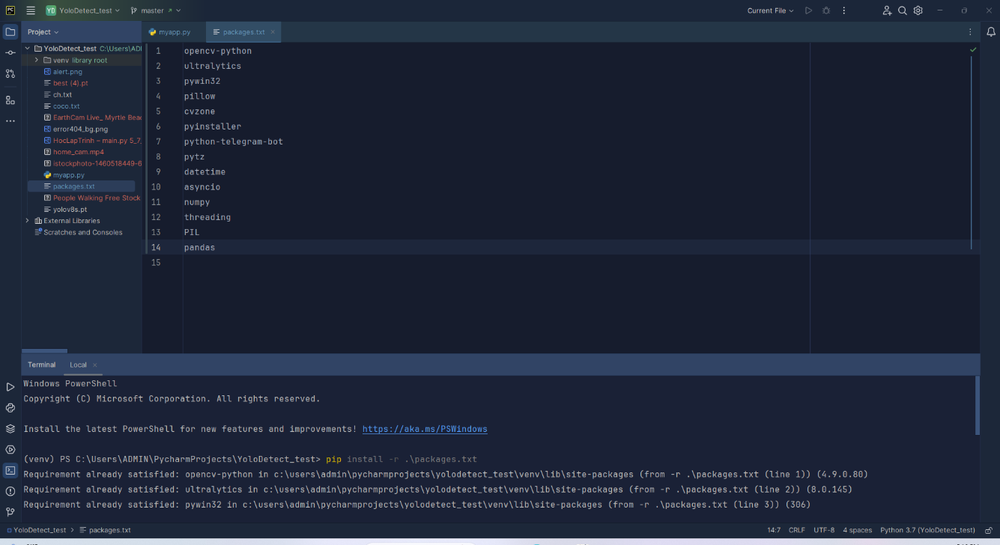 YD YoloDetect_test master Current File
Project
YoloDetect_test C:\Users\ADI
venv library root
alert.png
best (4).pt
ch.txt
coco.txt
EarthCam Live_ Myrtle Beac
error404_bg.png
HocLapTrinh – main.py 5_7_
home_cam.mp4
istockphoto-1460518449-6
myapp.py
packages.txt
People Walking Free Stock
yolov8s.pt
External Libraries
Scratches and Consoles
myapp.py packages.txt
1 opencv-python
2 ultralytics
3 pywin32
4 pillow
5 cvzone
6 pyinstaller
7 python-telegram-bot
8 pytz
9 datetime
10 asyncio
11 numpy
12 threading
13 PIL
14 pandas
15
Terminal Local
Windows PowerShell
Copyright (C) Microsoft Corporation. All rights reserved.
Install the latest PowerShell for new features and improvements! https://aka.ms/PSWindows
(venv) PS C:\Users\ADMIN\PycharmProjects\YoloDetect_test> pip install -r .\packages.txt
Requirement already satisfied: opencv-python in c:\users\admin\pycharmprojects\yolodetect_test\venv\lib\site-packages (from -r .\packages.txt (line 1)) (4.9.0.80)
Requirement already satisfied: ultralytics in c:\users\admin\pycharmprojects\yolodetect_test\venv\lib\site-packages (from -r .\packages.txt (line 2)) (8.0.145)
Requirement already satisfied: pywin32 in c:\users\admin\pycharmprojects\yolodetect_test\venv\lib\site-packages (from -r .\packages.txt (line 3)) (306)
YoloDetect_test > packages.txt 14:7 CRLF UTF-8 4 spaces Python 3.7 (YoloDetect_test)